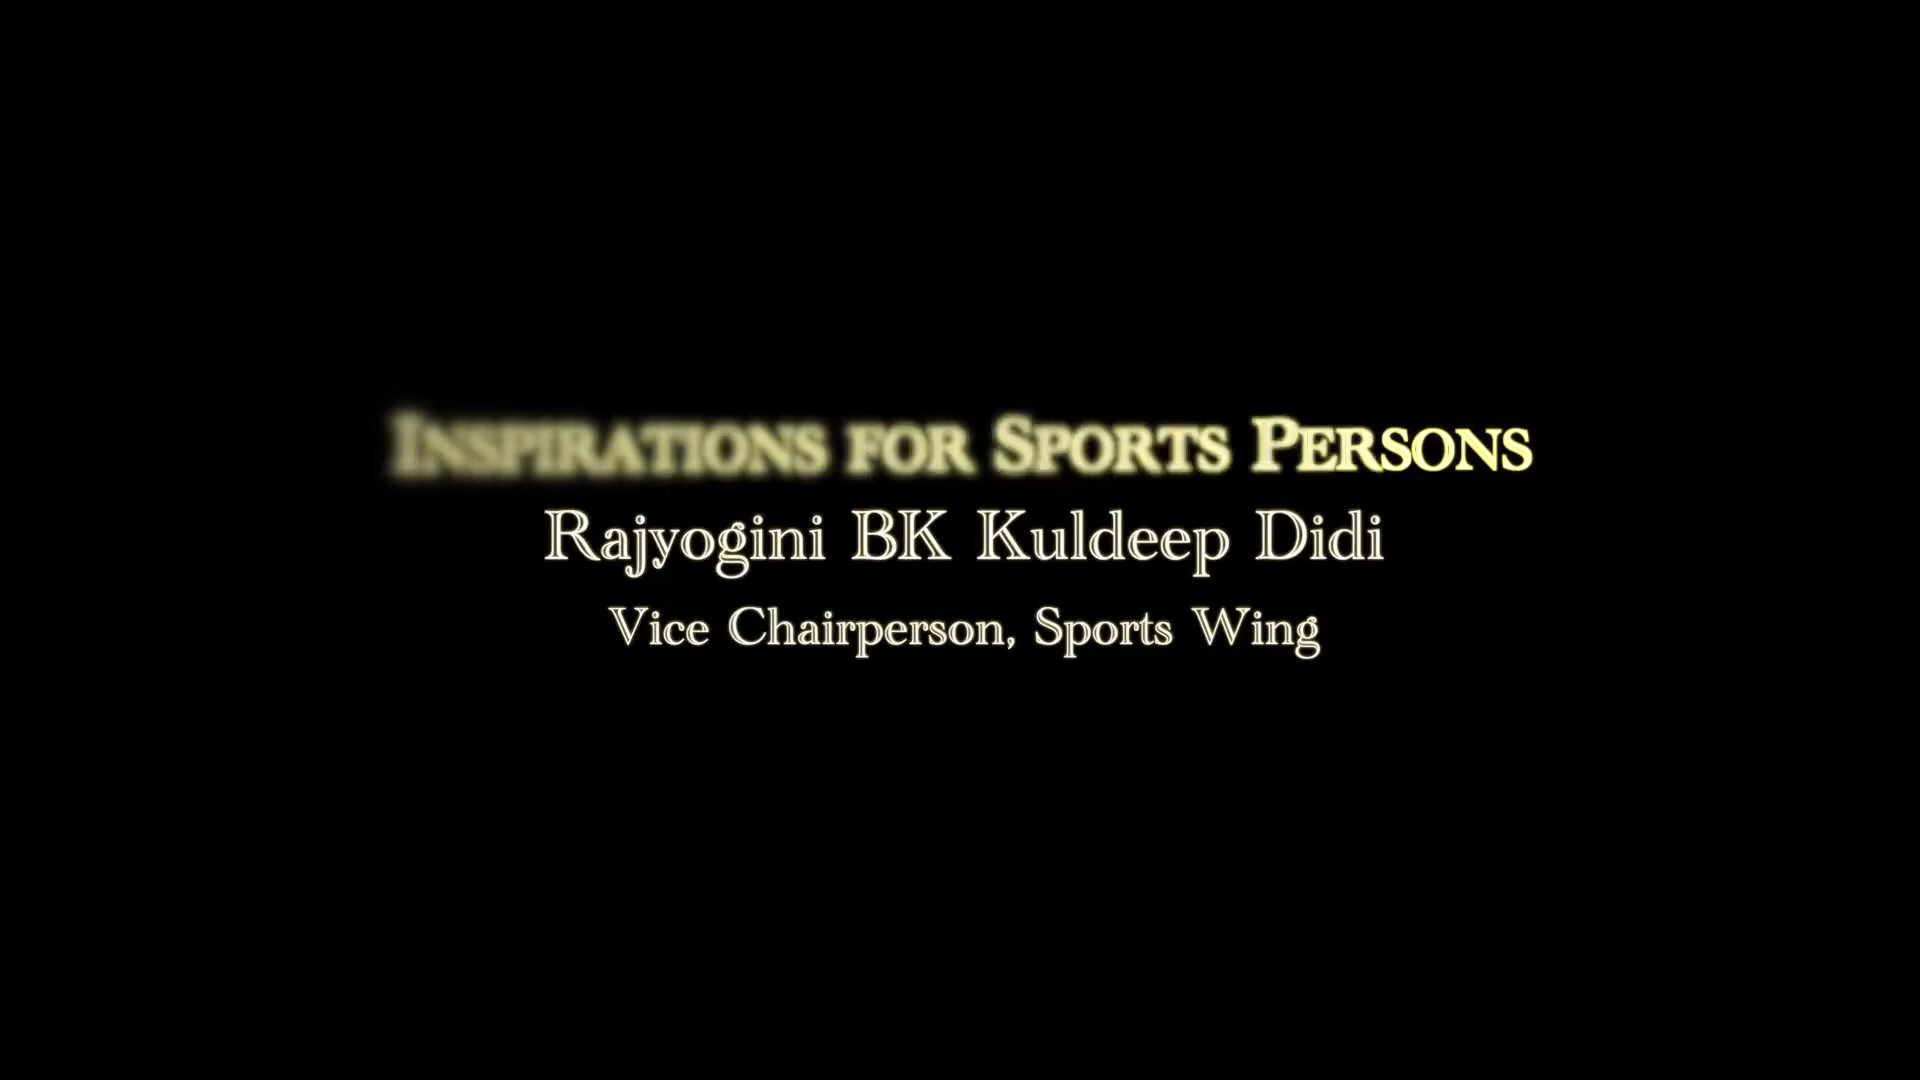 Inspirations for Sports Persons
Rajyogini BK Kuldeep Didi
Vice Chairperson, Sports Wing